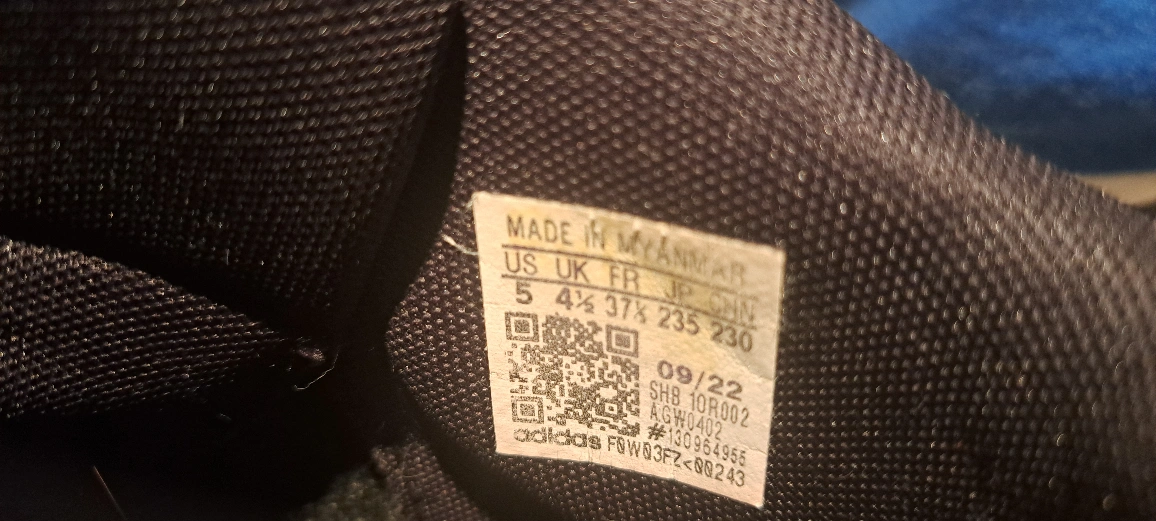 MADE IN MYANMAR
US UK FR JP CHN
5 4½ 37⅓ 235 230
09/22
SHB 10R002
AGW0402
#130964955
adidas F0W03FZ<00243